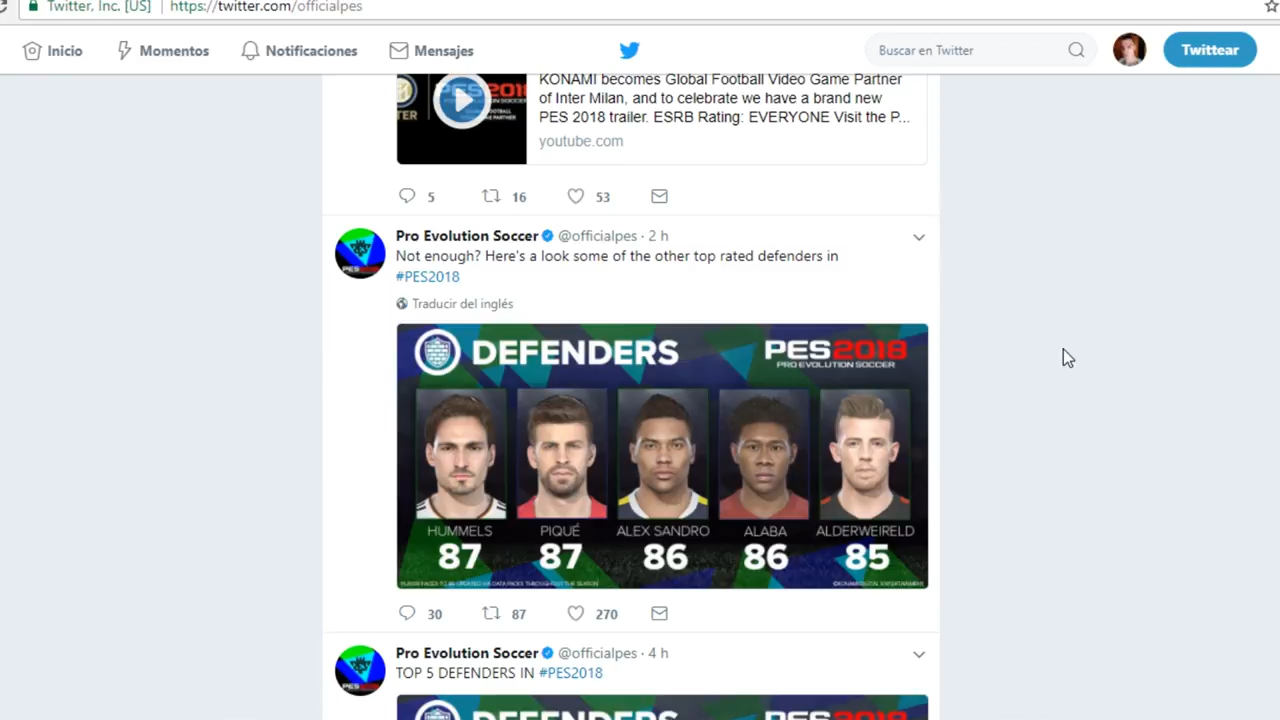 Twitter, Inc. [US] | https://twitter.com/officialpes
Inicio Momentos Notificaciones Mensajes Buscar en Twitter Twittear
KONAMI becomes Global Football Video Game Partner
of Inter Milan, and to celebrate we have a brand new
PES 2018 trailer. ESRB Rating: EVERYONE Visit the P...
youtube.com
5 16 53
Pro Evolution Soccer @officialpes · 2 h
Not enough? Here's a look some of the other top rated defenders in
#PES2018
Traducir del inglés
DEFENDERS PES2018
PRO EVOLUTION SOCCER
HUMMELS PIQUÉ ALEX SANDRO ALABA ALDERWEIRELD
87 87 86 86 85
30 87 270
Pro Evolution Soccer @officialpes · 4 h
TOP 5 DEFENDERS IN #PES2018
DEFENDERS PES2018